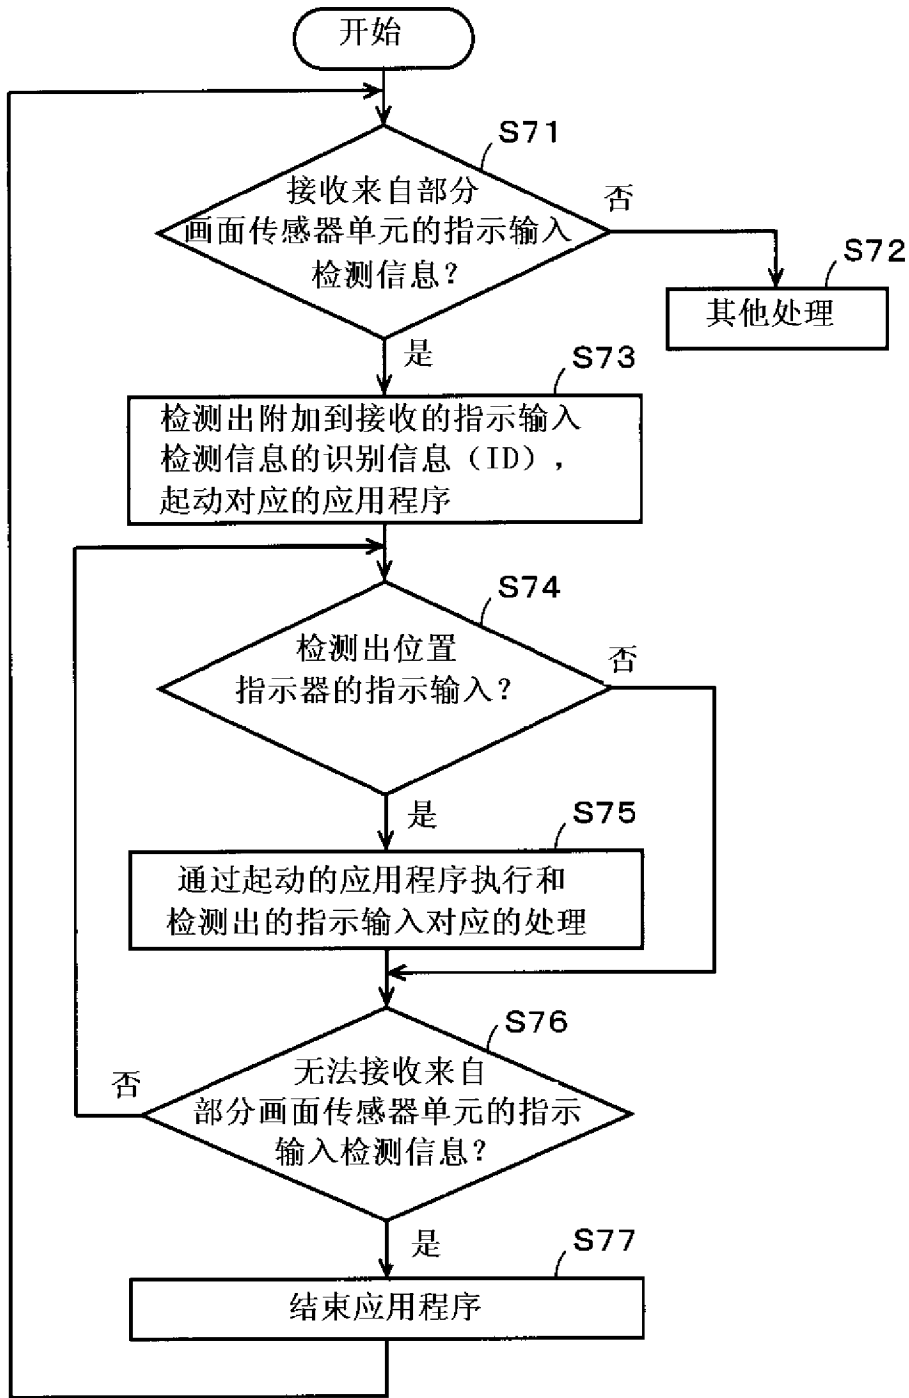 开始
S71
接收来自部分
画面传感器单元的指示输入
检测信息？
否
S72
其他处理
是
S73
检测出附加到接收的指示输入
检测信息的识别信息（ID），
起动对应的应用程序
S74
检测出位置
指示器的指示输入？
否
是
S75
通过起动的应用程序执行和
检测出的指示输入对应的处理
S76
无法接收来自
部分画面传感器单元的指示
输入检测信息？
否
是
S77
结束应用程序